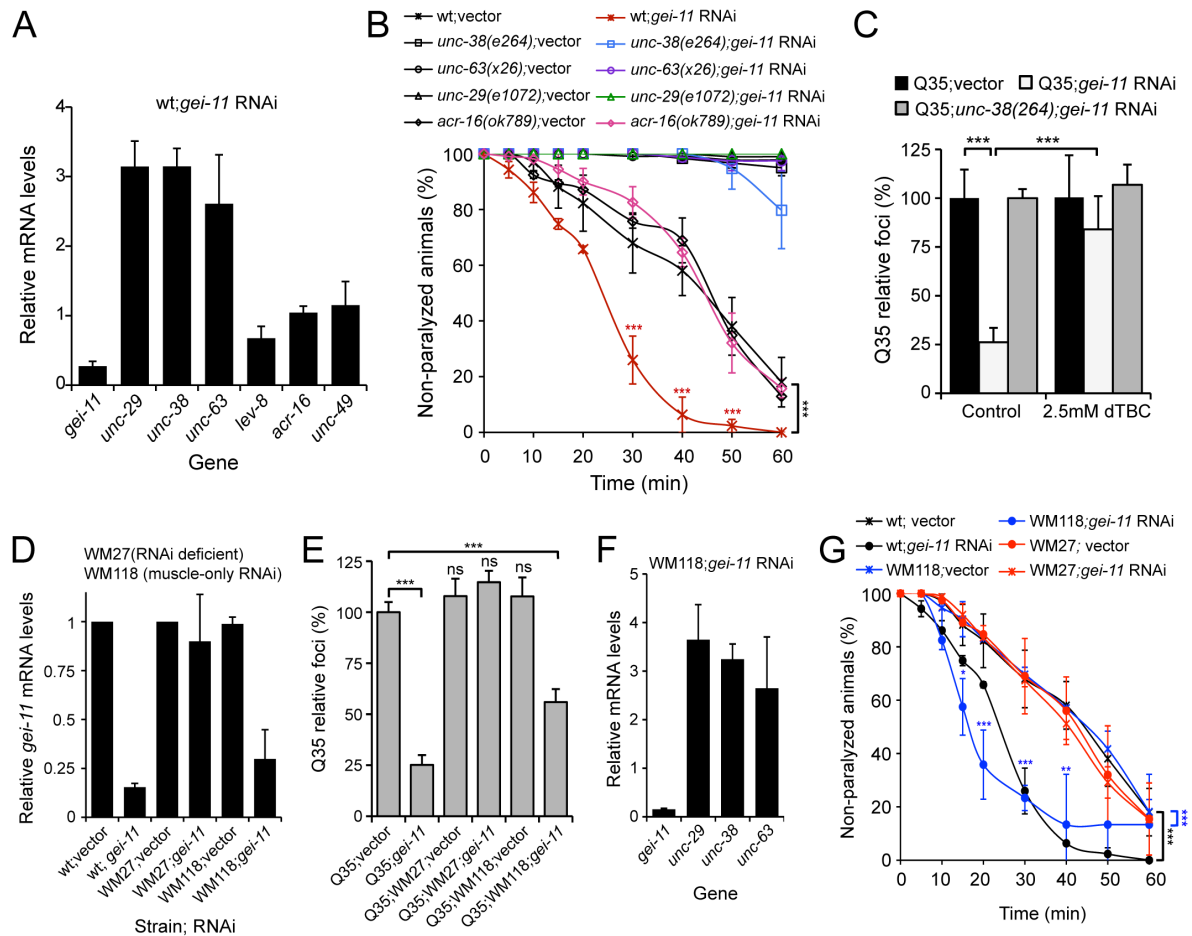 A
wt;gei-11 RNAi
Relative mRNA levels
4
3
2
1
0
gei-11
unc-29
unc-38
unc-63
lev-8
acr-16
unc-49
Gene
B
wt;vector
unc-38(e264);vector
unc-63(x26);vector
unc-29(e1072);vector
acr-16(ok789);vector
wt;gei-11 RNAi
unc-38(e264);gei-11 RNAi
unc-63(x26);gei-11 RNAi
unc-29(e1072);gei-11 RNAi
acr-16(ok789);gei-11 RNAi
Non-paralyzed animals (%)
100
80
60
40
20
0
***
***
***
***
0 10 20 30 40 50 60
Time (min)
C
Q35;vector
Q35;gei-11 RNAi
Q35;unc-38(264);gei-11 RNAi
Q35 relative foci (%)
125
100
75
50
25
0
***
***
Control
2.5mM dTBC
D
WM27(RNAi deficient)
WM118 (muscle-only RNAi)
Relative gei-11 mRNA levels
1
0.75
0.5
0.25
0
wt;vector
wt; gei-11
WM27;vector
WM27;gei-11
WM118;vector
WM118;gei-11
Strain; RNAi
E
Q35 relative foci (%)
125
100
75
50
25
0
***
***
ns
ns
ns
Q35;vector
Q35;gei-11
Q35;WM27;vector
Q35;WM27;gei-11
Q35;WM118;vector
Q35;WM118;gei-11
F
WM118;gei-11 RNAi
Relative mRNA levels
5
4
3
2
1
0
gei-11
unc-29
unc-38
unc-63
Gene
G
wt; vector
wt;gei-11 RNAi
WM118;vector
WM118;gei-11 RNAi
WM27; vector
WM27;gei-11 RNAi
Non-paralyzed animals (%)
100
80
60
40
20
0
*
***
***
**
***
***
0 10 20 30 40 50 60
Time (min)